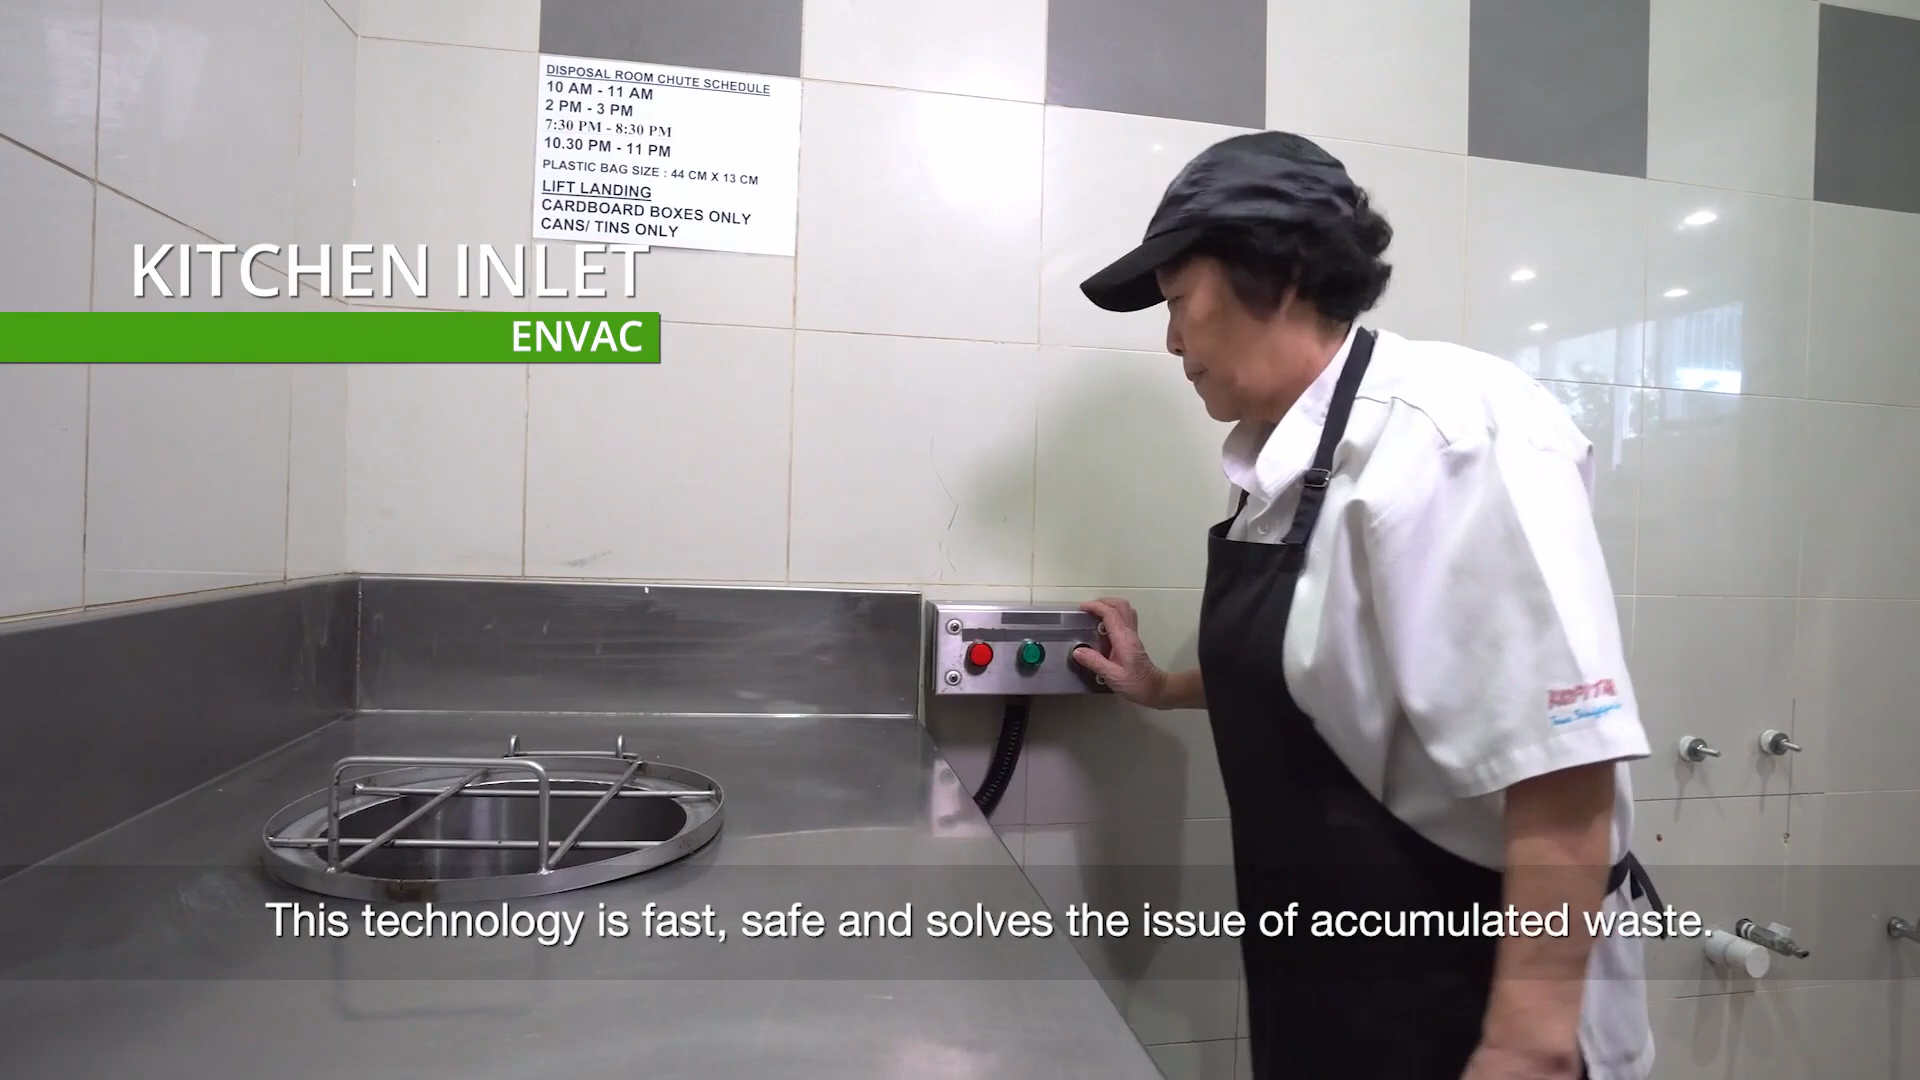 DISPOSAL ROOM CHUTE SCHEDULE
10 AM - 11 AM
2 PM - 3 PM
7:30 PM - 8:30 PM
10.30 PM - 11 PM
PLASTIC BAG SIZE : 44 CM X 13 CM
LIFT LANDING
CARDBOARD BOXES ONLY
CANS/ TINS ONLY
KITCHEN INLET
ENVAC
This technology is fast, safe and solves the issue of accumulated waste.